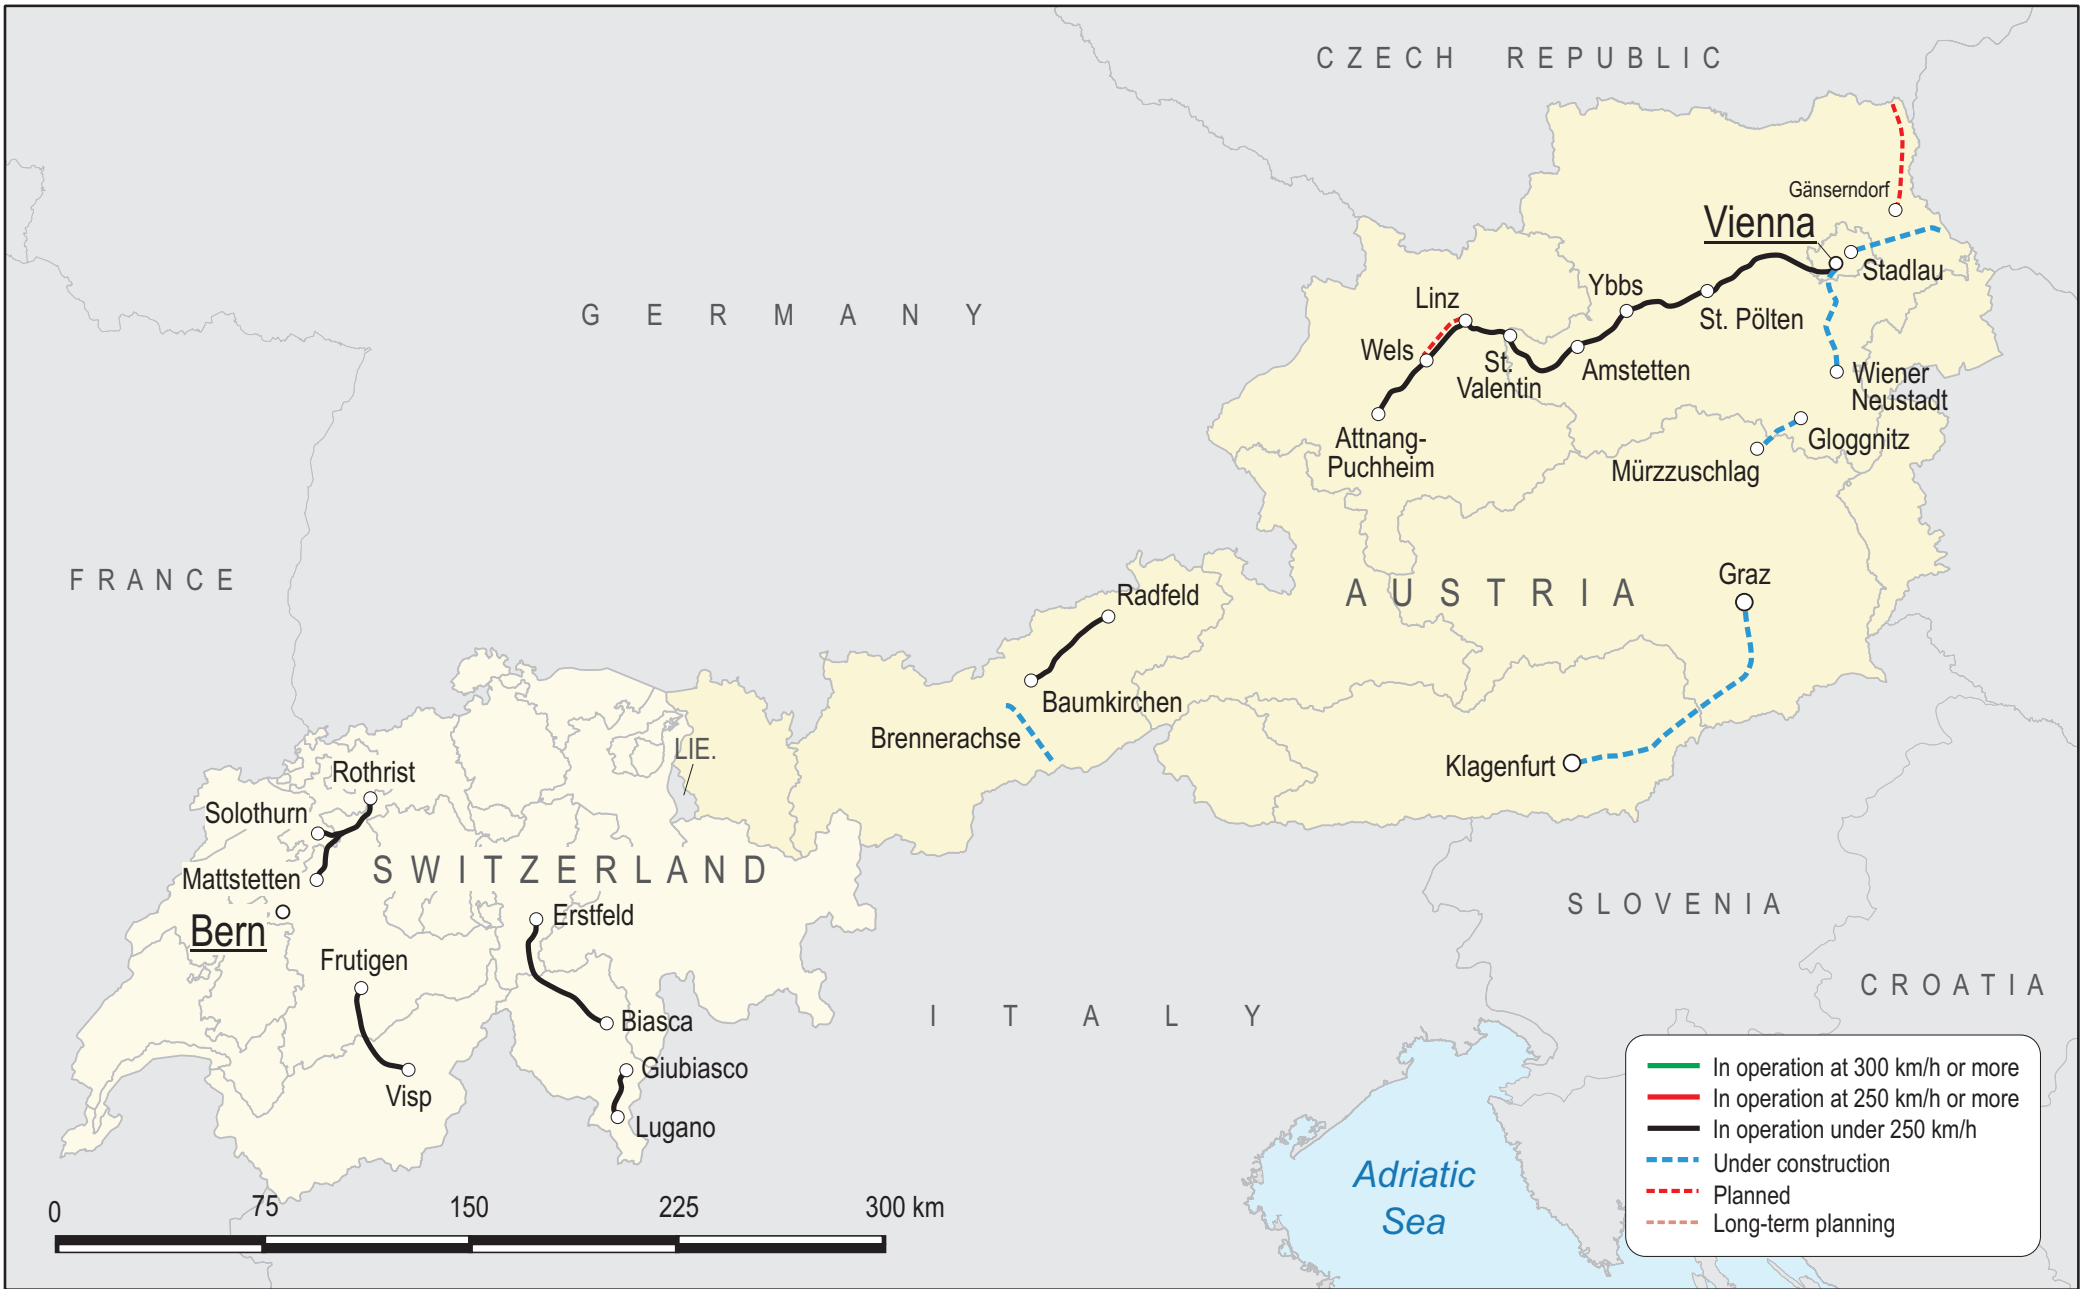 CZECH REPUBLIC
Gänserndorf
Vienna
Stadlau
GERMANY
Linz
Ybbs
St. Pölten
Wels
St.
Valentin
Amstetten
Wiener
Neustadt
Attnang-
Puchheim
Gloggnitz
Mürzzuschlag
FRANCE
Radfeld
AUSTRIA
Graz
Baumkirchen
Brennerachse
LIE.
Klagenfurt
Rothrist
Solothurn
SWITZERLAND
Mattstetten
Bern
Erstfeld
SLOVENIA
Frutigen
CROATIA
ITALY
Biasca
Giubiasco
Visp
Lugano
In operation at 300 km/h or more
In operation at 250 km/h or more
In operation under 250 km/h
Under construction
Planned
Long-term planning
Adriatic
Sea
0 75 150 225 300 km